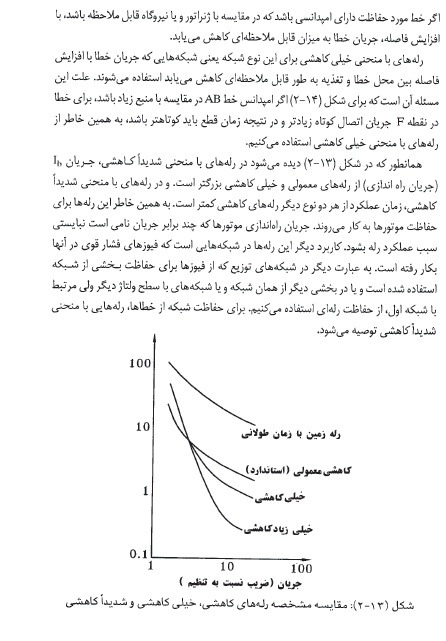 اگر خط مورد حفاظت دارای امپدانسی باشد که در مقایسه با ژنراتور و یا نیروگاه قابل ملاحظه باشد، با
افزایش فاصله، جریان خطا به میزان قابل ملاحظه‌ای کاهش می‌یابد.
رله‌های با منحنی خیلی کاهشی برای این نوع شبکه یعنی شبکه‌هایی که جریان خطا با افزایش
فاصله بین محل خطا و تغذیه به طور قابل ملاحظه‌ای کاهش می‌یابد استفاده می‌شوند. علت این
مسئله آن است که برای شکل (۱۴-۲) اگر امپدانس خط AB در مقایسه با منبع زیاد باشد، برای خطا
در نقطه F جریان اتصال کوتاه زیادتر و در نتیجه زمان قطع باید کوتاهتر باشد، به همین خاطر از
رله‌های با منحنی خیلی کاهشی استفاده می‌کنیم.
همانطور که در شکل (۱۳-۲) دیده می‌شود در رله‌های با منحنی شدیداً کـاهشی، جـریان Ib
(جریان راه اندازی) از رله‌های معمولی و خیلی کاهشی بزرگتر است. و در رله‌های با منحنی شدیداً
کاهشی، زمان عملکرد از هر دو نوع دیگر رله‌های کاهشی کمتر است. به همین خاطر این رله‌ها برای
حفاظت موتورها به کار می‌روند. جریان راه‌اندازی موتورها که چند برابر جریان نامی است نبایستی
سبب عملکرد رله بشود. کاربرد دیگر این رله‌ها در شبکه‌هایی است که فیوزهای فشار قوی در آنها
بکار رفته است. به عبارت دیگر در شبکه‌های توزیع که از فیوزها برای حفاظت بـخشی از شـبکه
استفاده شده است و یا در بخشی دیگر از همان شبکه و یا شبکه‌های با سطح ولتاژ دیگر ولی مرتبط
با شبکه اول، از حفاظت رله‌ای استفاده می‌کنیم. برای حفاظت شبکه از خطاها، رله‌هایی با منحنی
شدیداً کاهشی توصیه می‌شود.
100
رله زمین با زمان طولانی
10
کاهشی معمولی (استاندارد)
خیلی کاهشی
1
خیلی زیاد کاهشی
0.1
1 10 100
جریان (ضریب نسبت به تنظیم )
شکل (۱۳-۲): مقایسه مشخصه رله‌های کاهشی، خیلی کاهشی و شدیداً کاهشی